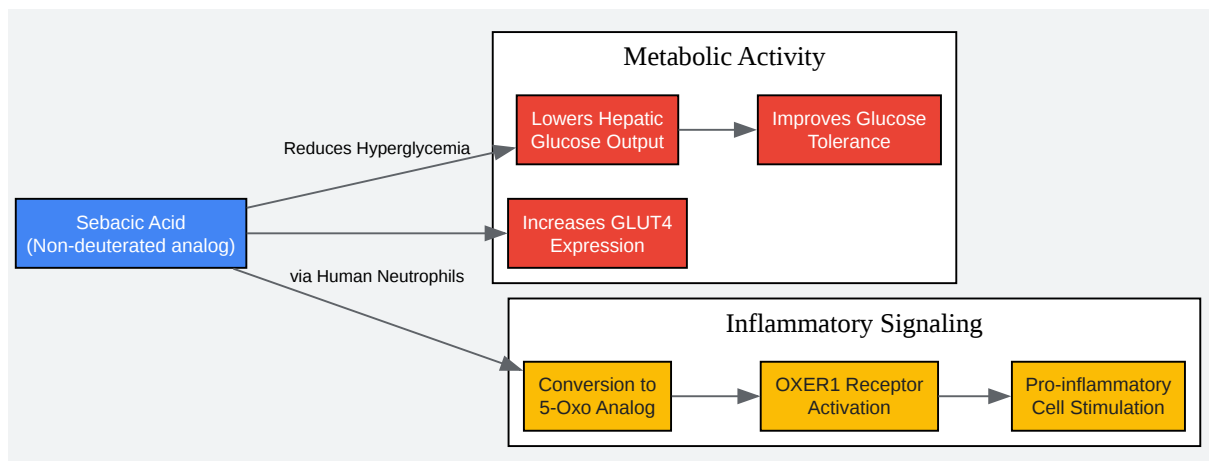 Metabolic Activity
Lowers Hepatic
Glucose Output
Improves Glucose
Tolerance
Reduces Hyperglycemia
Sebacic Acid
(Non-deuterated analog)
Increases GLUT4
Expression
via Human Neutrophils
Inflammatory Signaling
Conversion to
5-Oxo Analog
OXER1 Receptor
Activation
Pro-inflammatory
Cell Stimulation